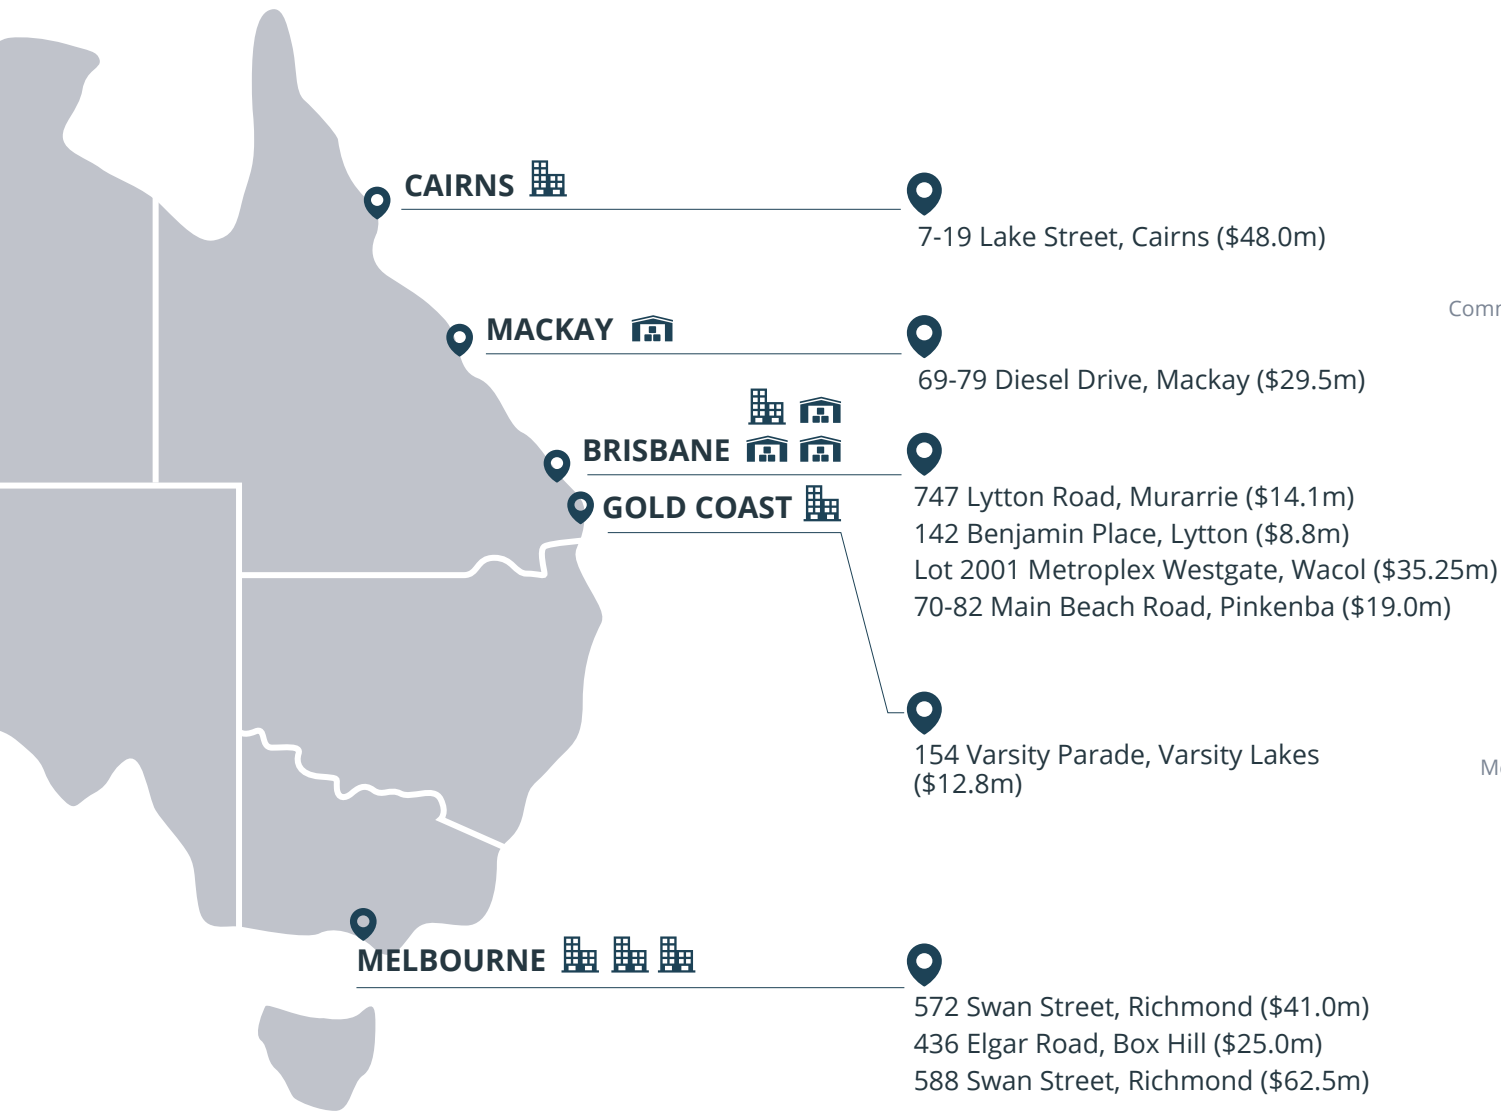 CAIRNS
7-19 Lake Street, Cairns ($48.0m)
MACKAY
69-79 Diesel Drive, Mackay ($29.5m)
BRISBANE
747 Lytton Road, Murarrie ($14.1m)
142 Benjamin Place, Lytton ($8.8m)
Lot 2001 Metroplex Westgate, Wacol ($35.25m)
70-82 Main Beach Road, Pinkenba ($19.0m)
GOLD COAST
154 Varsity Parade, Varsity Lakes
($12.8m)
MELBOURNE
572 Swan Street, Richmond ($41.0m)
436 Elgar Road, Box Hill ($25.0m)
588 Swan Street, Richmond ($62.5m)